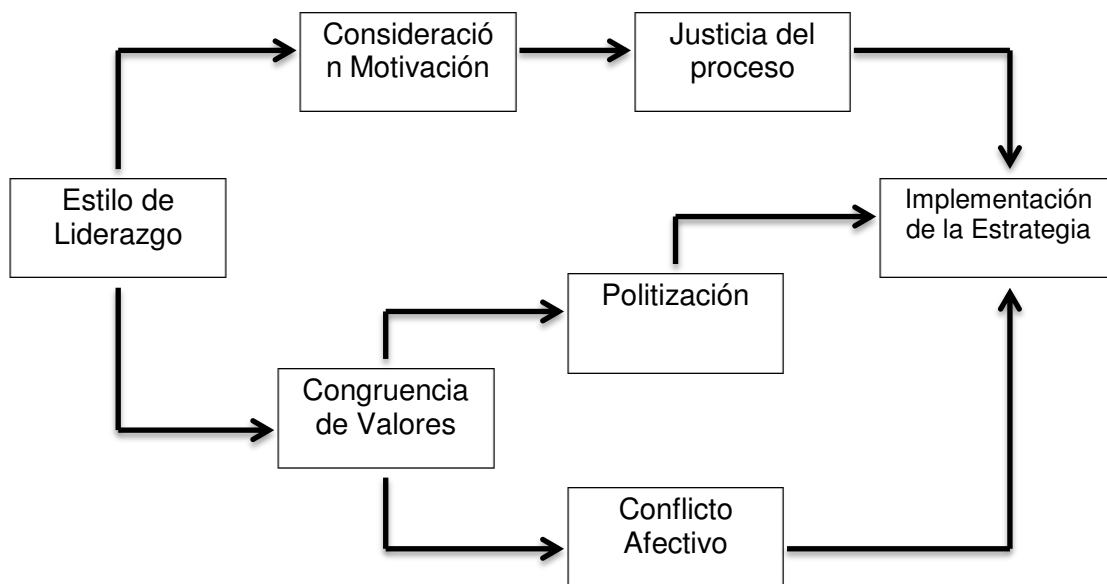 Consideració
n Motivación
Justicia del
proceso
Estilo de
Liderazgo
Implementación
de la Estrategia
Politización
Congruencia
de Valores
Conflicto
Afectivo